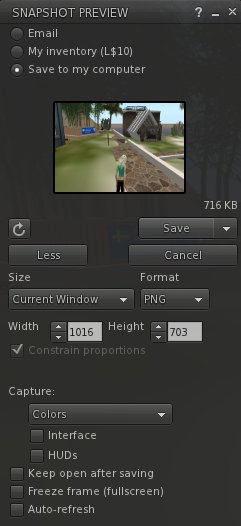 SNAPSHOT PREVIEW ? _ ×
Email
My inventory (L$10)
Save to my computer
716 KB
Save
Less Cancel
Size Format
Current Window PNG
Width 1016 Height 703
Constrain proportions
Capture:
Colors
Interface
HUDs
Keep open after saving
Freeze frame (fullscreen)
Auto-refresh